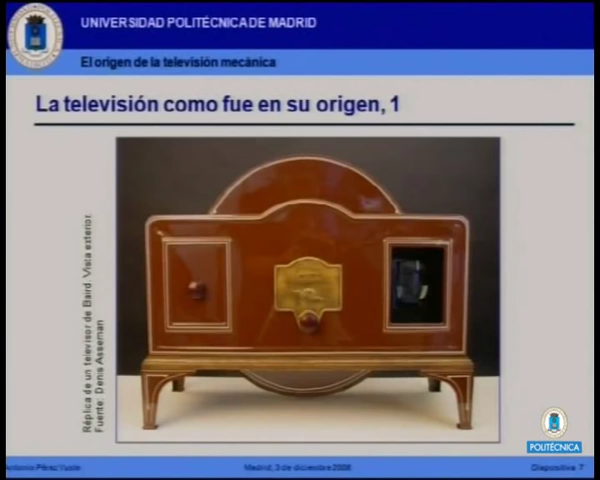 UNIVERSIDAD POLITÉCNICA DE MADRID
El origen de la televisión mecánica
La televisión como fue en su origen, 1
Réplica de un televisor de Baird. Vista exterior.
Fuente: Denis Asseman
POLITÉCNICA
Antonio Pérez Yuste
Madrid, 3 de diciembre 2008
Diapositiva 7